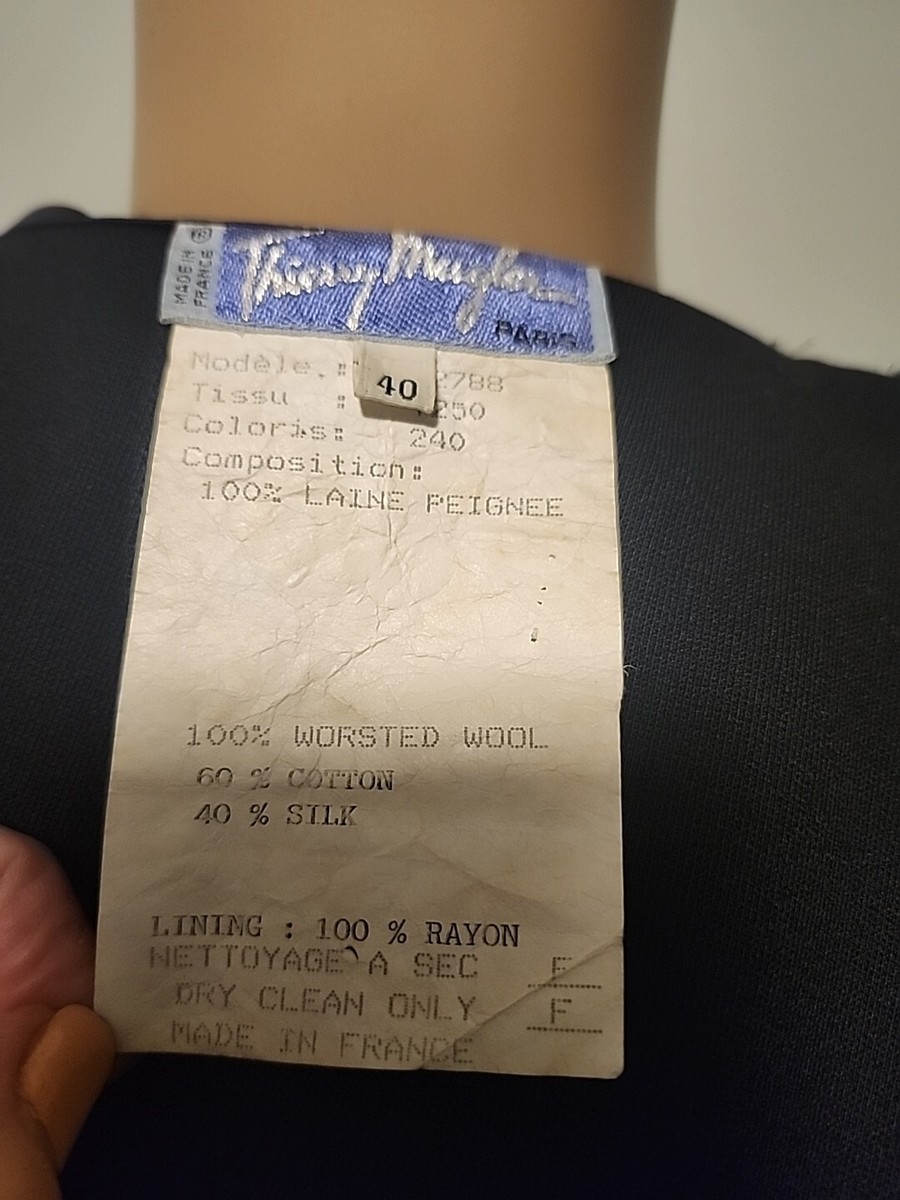 MADE IN
FRANCE
Thierry Mugler
PARIS
40
Modèle.: 2788
Tissu : 250
Coloris: 240
Composition:
100% LAINE PEIGNEE
100% WORSTED WOOL
60 % COTTON
40 % SILK
LINING : 100 % RAYON
NETTOYAGE A SEC F
DRY CLEAN ONLY F
MADE IN FRANCE